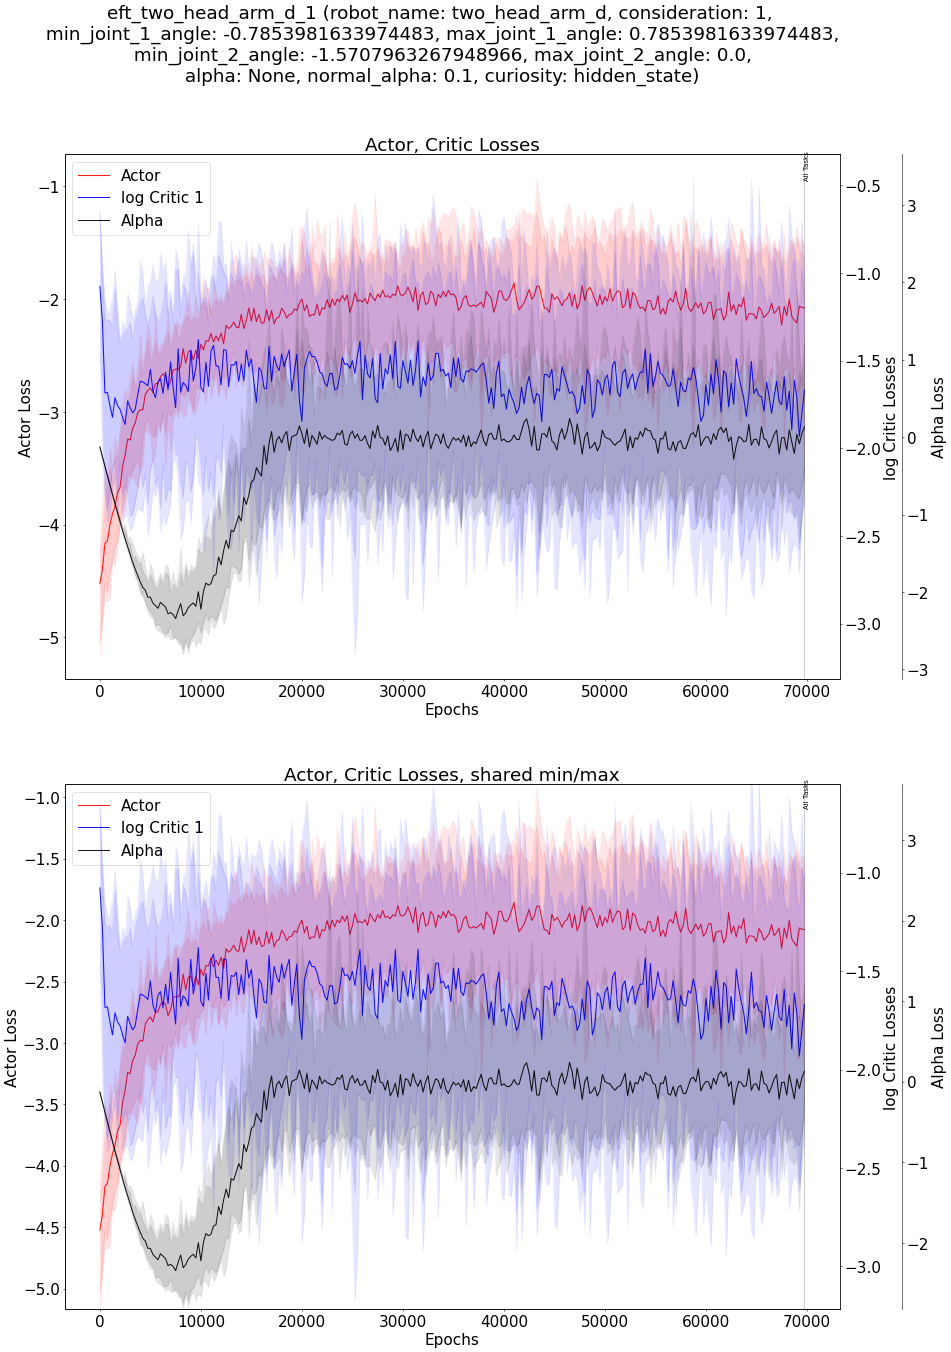 eft_two_head_arm_d_1 (robot_name: two_head_arm_d, consideration: 1,
min_joint_1_angle: -0.7853981633974483, max_joint_1_angle: 0.7853981633974483,
min_joint_2_angle: -1.5707963267948966, max_joint_2_angle: 0.0,
alpha: None, normal_alpha: 0.1, curiosity: hidden_state)
Actor, Critic Losses
Actor
log Critic 1
Alpha
All Tasks
−1
−2
−3
−4
−5
Actor Loss
−0.5
−1.0
−1.5
−2.0
−2.5
−3.0
log Critic Losses
3
2
1
0
−1
−2
−3
Alpha Loss
0
10000
20000
30000
40000
50000
60000
70000
Epochs
Actor, Critic Losses, shared min/max
Actor
log Critic 1
Alpha
All Tasks
−1.0
−1.5
−2.0
−2.5
−3.0
−3.5
−4.0
−4.5
−5.0
Actor Loss
−1.0
−1.5
−2.0
−2.5
−3.0
log Critic Losses
3
2
1
0
−1
−2
Alpha Loss
0
10000
20000
30000
40000
50000
60000
70000
Epochs